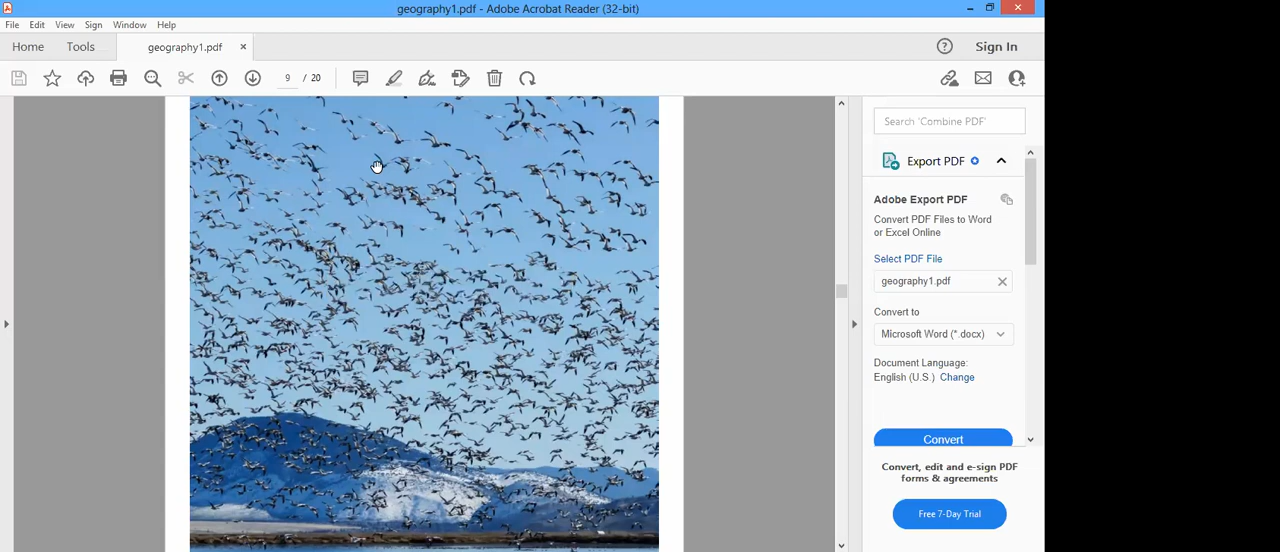 geography1.pdf - Adobe Acrobat Reader (32-bit)
File Edit View Sign Window Help
Home Tools geography1.pdf × ? Sign In
9 / 20
Search 'Combine PDF'
Export PDF
Adobe Export PDF
Convert PDF Files to Word
or Excel Online
Select PDF File
geography1.pdf
Convert to
Microsoft Word (*.docx)
Document Language:
English (U.S.) Change
Convert
Convert, edit and e-sign PDF
forms & agreements
Free 7-Day Trial